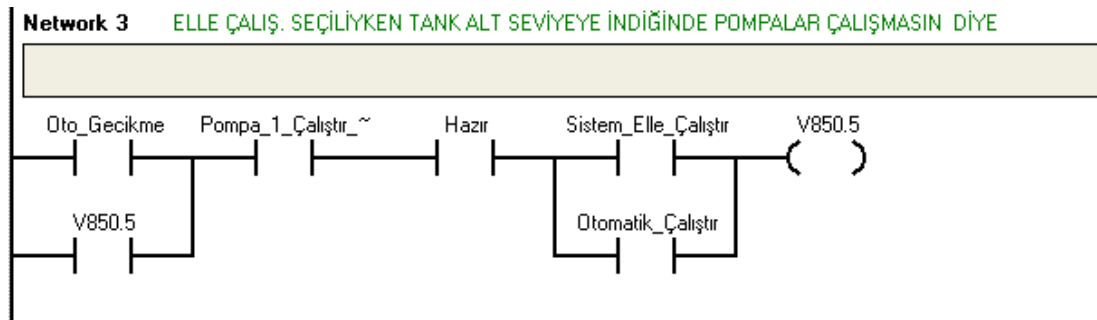 Network 3 ELLE ÇALIŞ. SEÇİLİYKEN TANK ALT SEVİYEYE İNDİĞİNDE POMPALAR ÇALIŞMASIN DİYE
Oto_Gecikme Pompa_1_Çalıştır_~ Hazır Sistem_Elle_Çalıştır V850.5
V850.5 Otomatik_Çalıştır